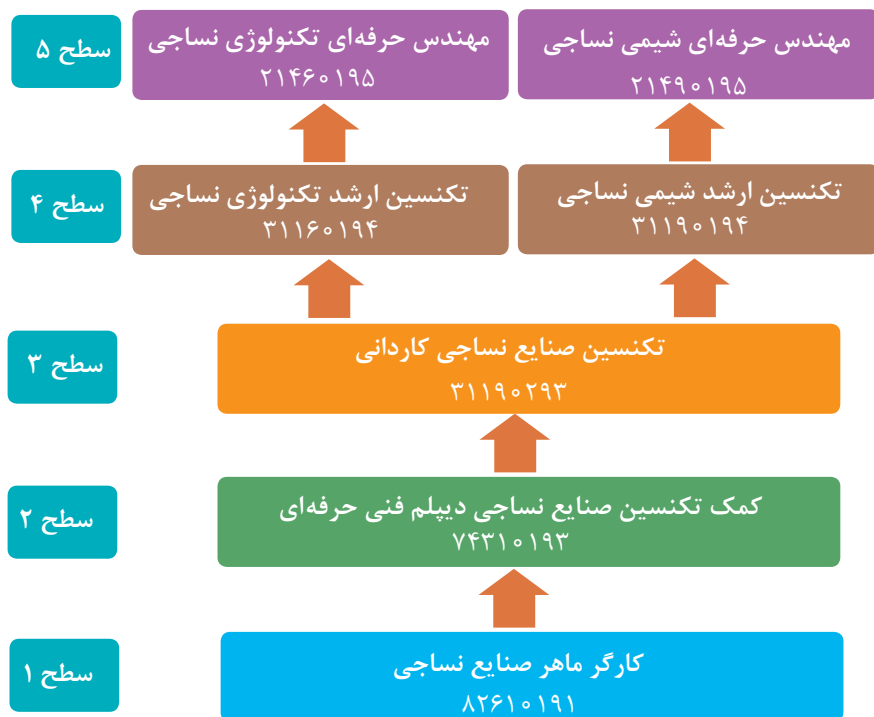 سطح ۵
مهندس حرفه‌ای تکنولوژی نساجی
۲۱۴۶۰۱۹۵
مهندس حرفه‌ای شیمی نساجی
۲۱۴۹۰۱۹۵
سطح ۴
تکنسین ارشد تکنولوژی نساجی
۳۱۱۶۰۱۹۴
تکنسین ارشد شیمی نساجی
۳۱۱۹۰۱۹۴
سطح ۳
تکنسین صنایع نساجی کاردانی
۳۱۱۹۰۲۹۳
سطح ۲
کمک تکنسین صنایع نساجی دیپلم فنی حرفه‌ای
۷۴۳۱۰۱۹۳
سطح ۱
کارگر ماهر صنایع نساجی
۸۲۶۱۰۱۹۱